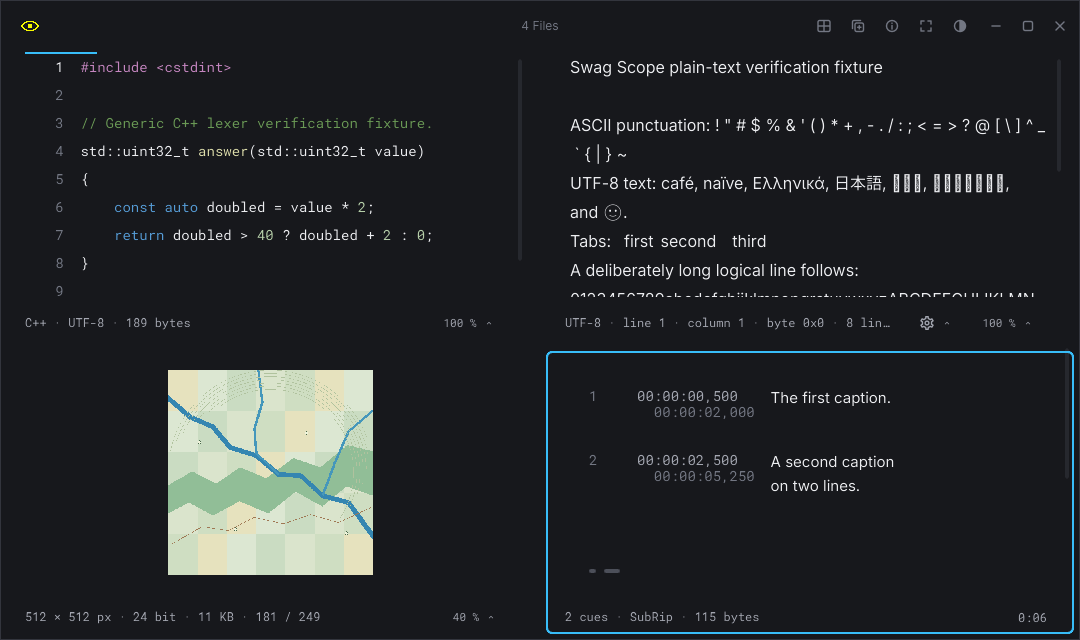 4 Files
1 #include <cstdint>
2
3 // Generic C++ lexer verification fixture.
4 std::uint32_t answer(std::uint32_t value)
5 {
6 const auto doubled = value * 2;
7 return doubled > 40 ? doubled + 2 : 0;
8 }
9
C++ · UTF-8 · 189 bytes
100 %
Swag Scope plain-text verification fixture
ASCII punctuation: ! " # $ % & ' ( ) * + , - . / : ; < = > ? @ [ \ ] ^ _
` { | } ~
UTF-8 text: café, naïve, Ελληνικά, 日本語,
and 🙂.
Tabs: first second third
A deliberately long logical line follows:
UTF-8 · line 1 · column 1 · byte 0x0 · 8 lin…
100 %
512 × 512 px · 24 bit · 11 KB · 181 / 249
40 %
1 00:00:00,500 The first caption.
00:00:02,000
2 00:00:02,500 A second caption
00:00:05,250 on two lines.
2 cues · SubRip · 115 bytes
0:06